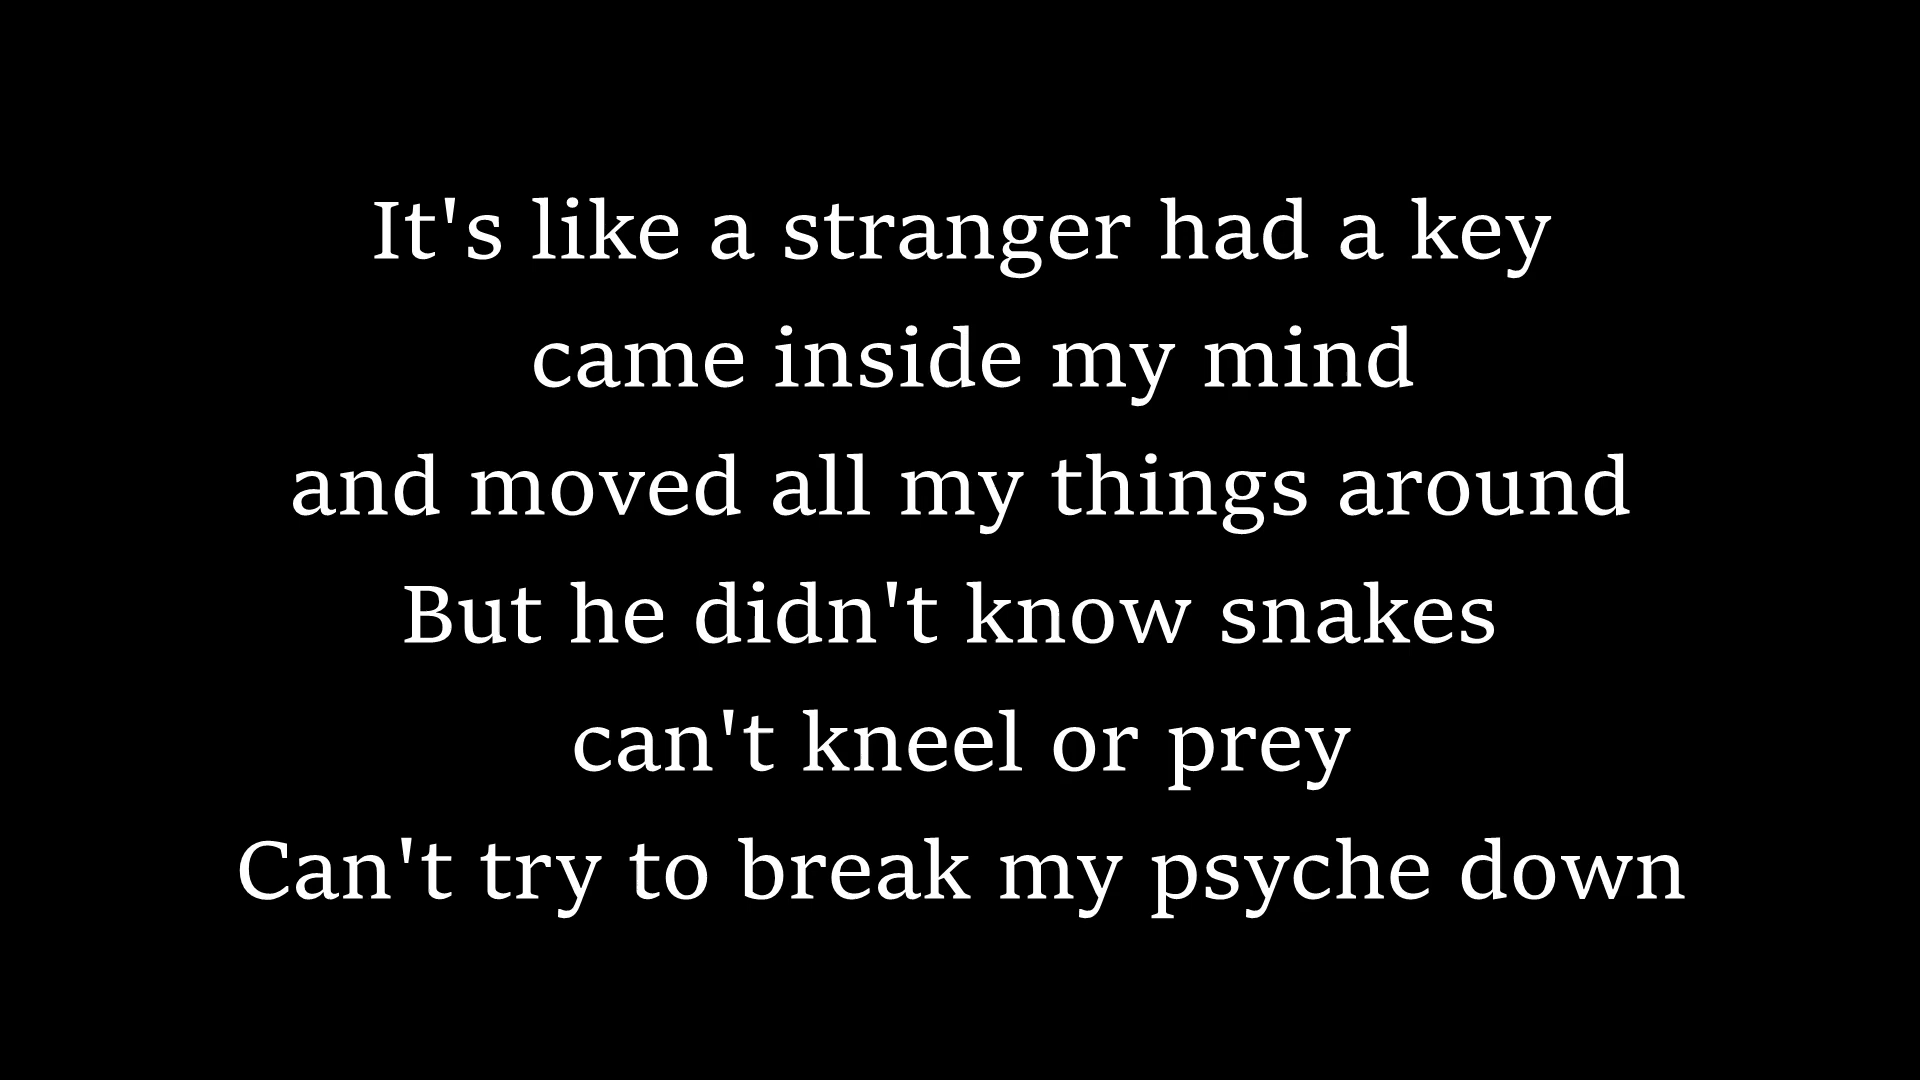 It's like a stranger had a key
came inside my mind
and moved all my things around
But he didn't know snakes
can't kneel or prey
Can't try to break my psyche down